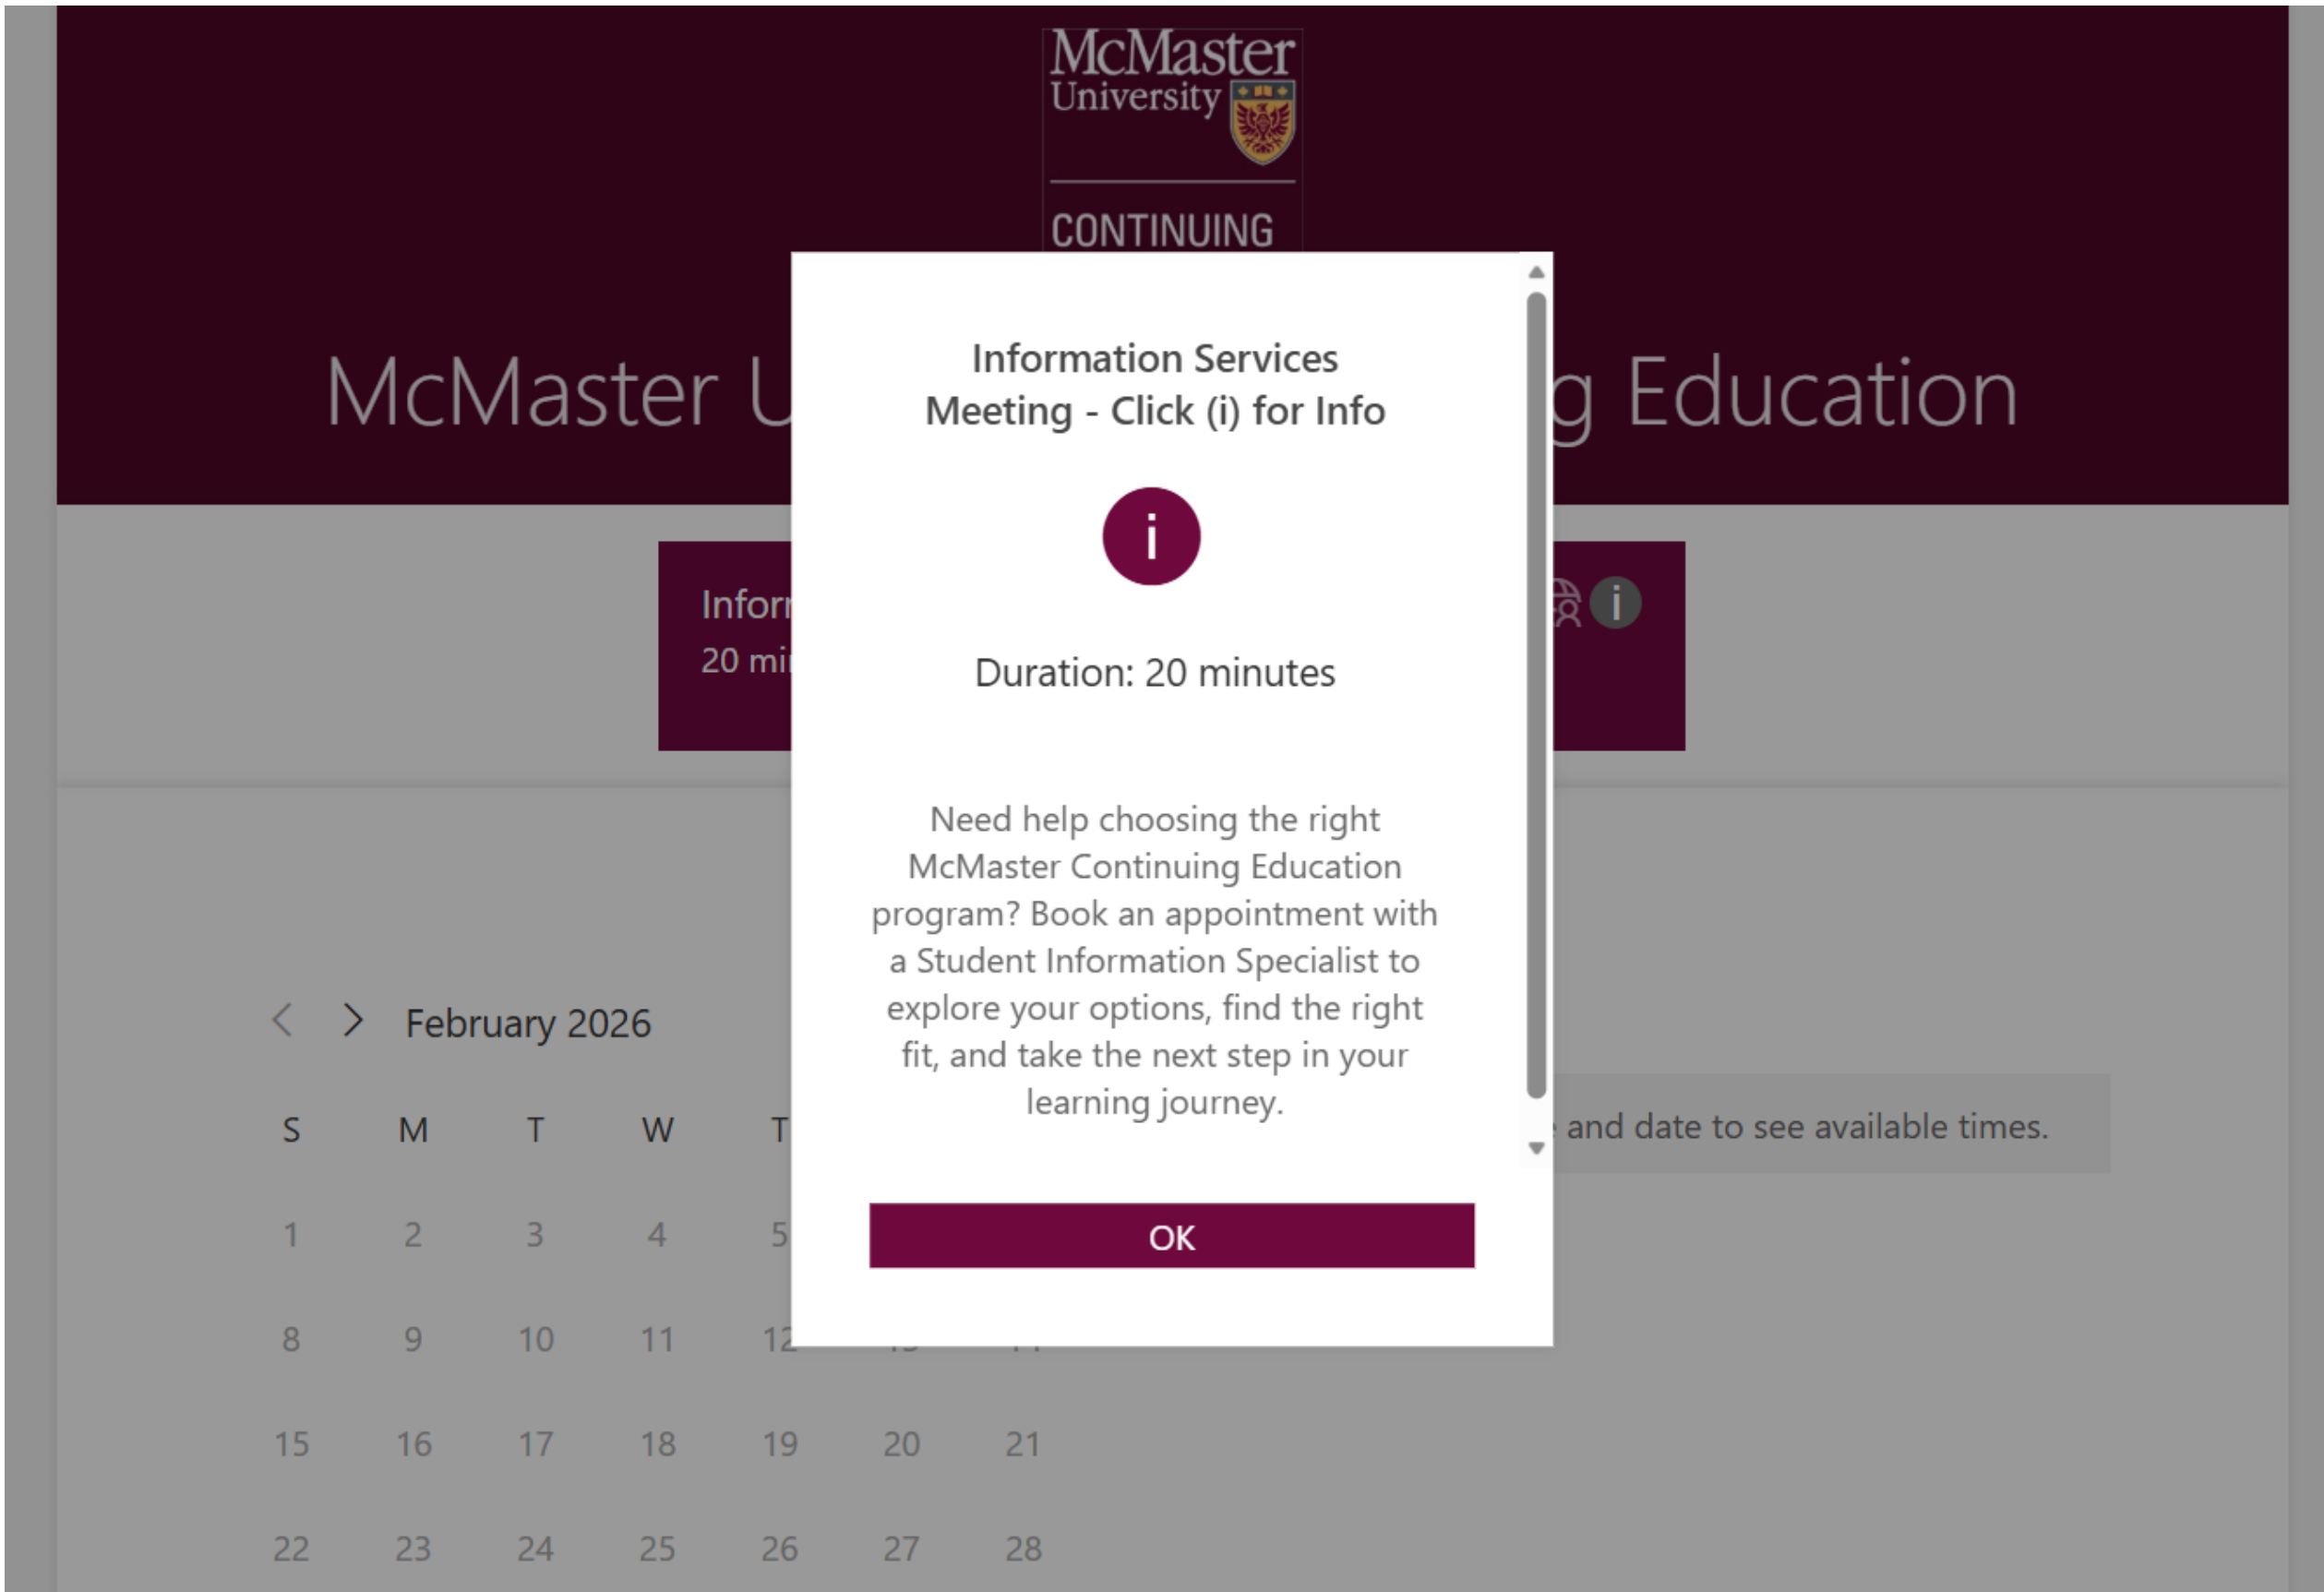 McMaster
University
CONTINUING
McMaster U
g Education
Information Services
Meeting - Click (i) for Info
i
Duration: 20 minutes
Need help choosing the right
McMaster Continuing Education
program? Book an appointment with
a Student Information Specialist to
explore your options, find the right
fit, and take the next step in your
learning journey.
OK
i
20
February 2026
and date to see available times.
S M T W T
1 2 3 4 5
8 9 10 11 12
15 16 17 18 19 20 21
22 23 24 25 26 27 28